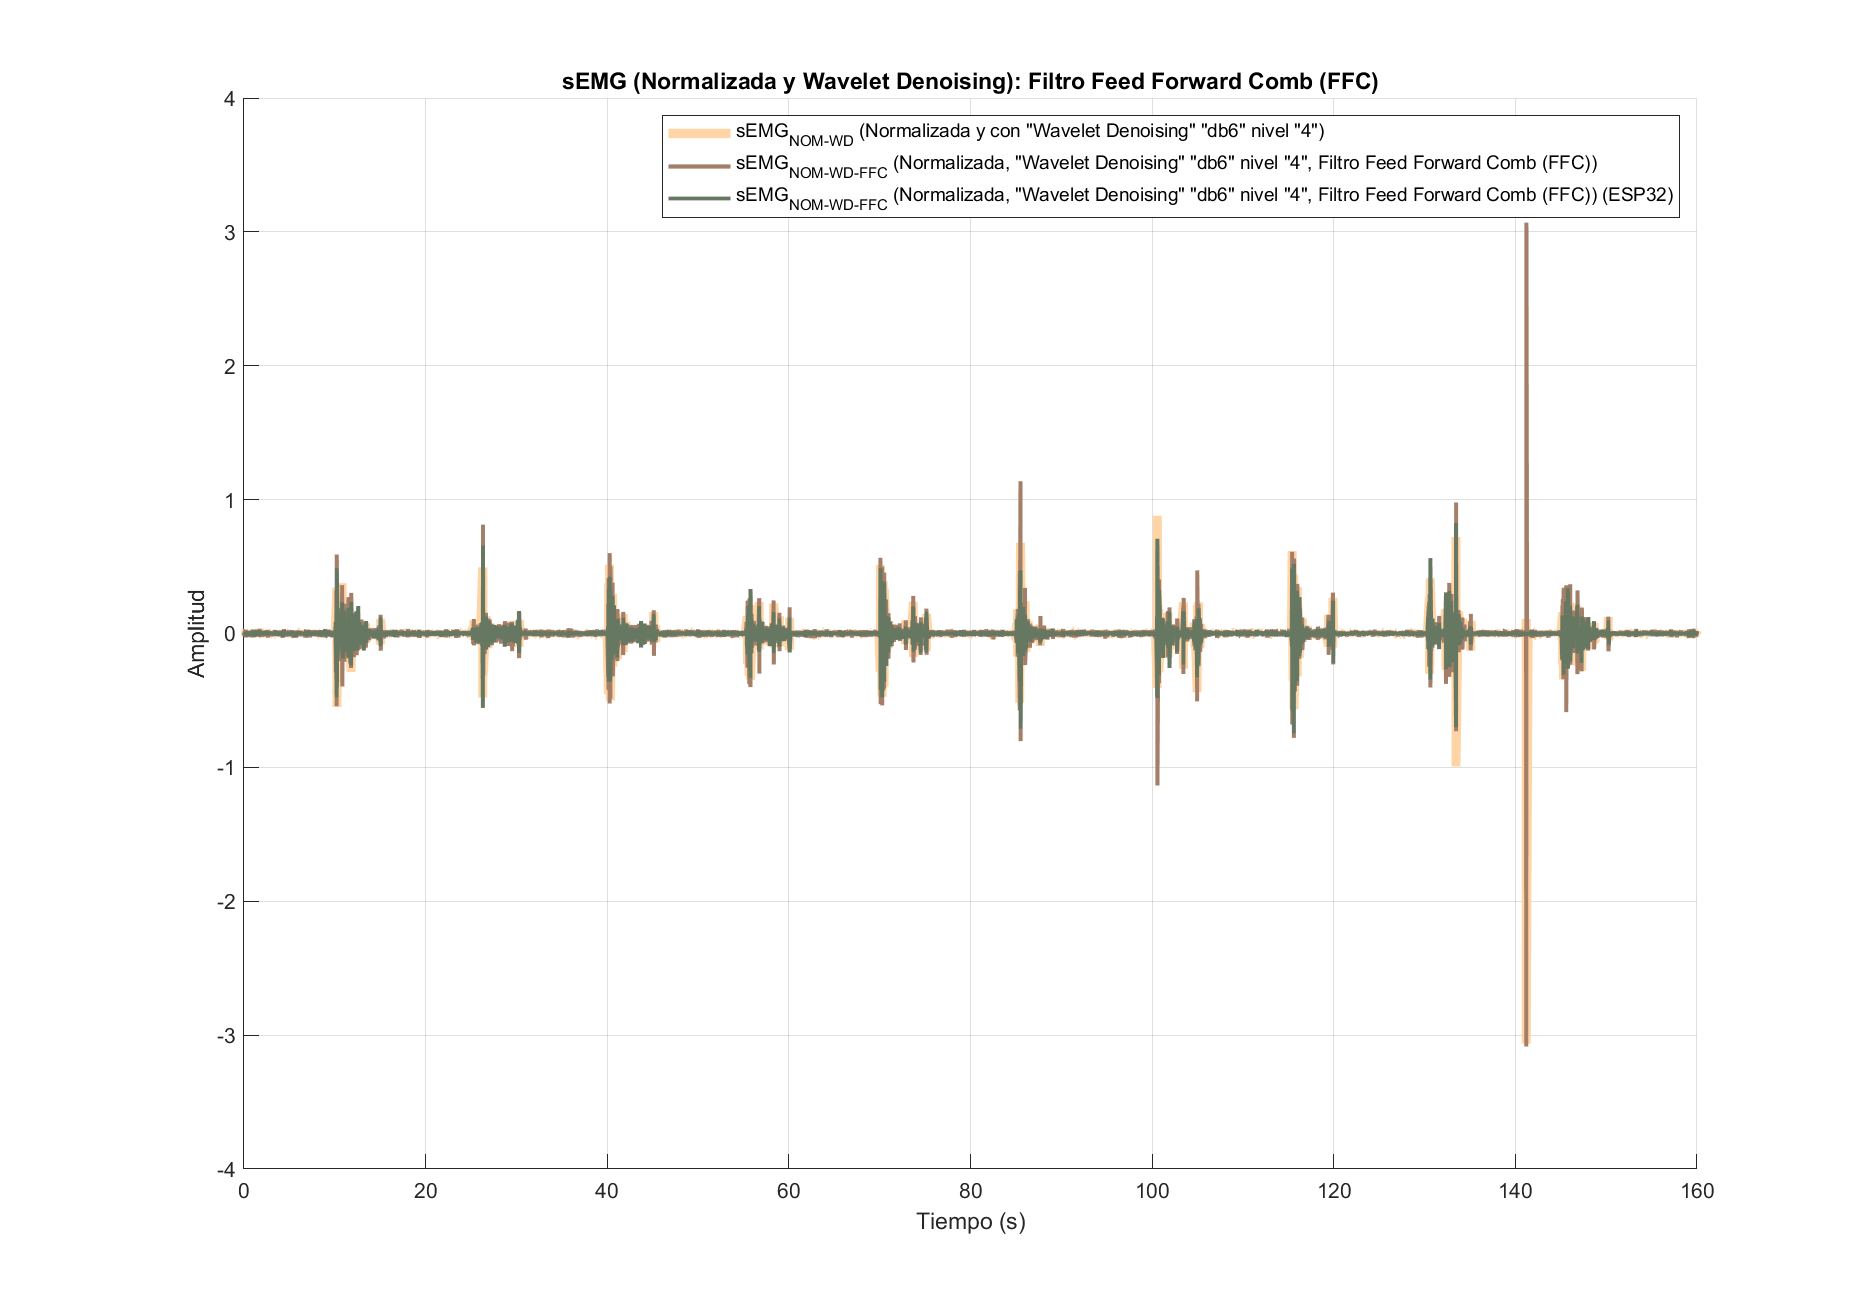 sEMG (Normalizada y Wavelet Denoising): Filtro Feed Forward Comb (FFC)
sEMG_NOM-WD (Normalizada y con "Wavelet Denoising" "db6" nivel "4")
sEMG_NOM-WD-FFC (Normalizada, "Wavelet Denoising" "db6" nivel "4", Filtro Feed Forward Comb (FFC))
sEMG_NOM-WD-FFC (Normalizada, "Wavelet Denoising" "db6" nivel "4", Filtro Feed Forward Comb (FFC)) (ESP32)
4
3
2
1
0
-1
-2
-3
-4
Amplitud
0 20 40 60 80 100 120 140 160
Tiempo (s)